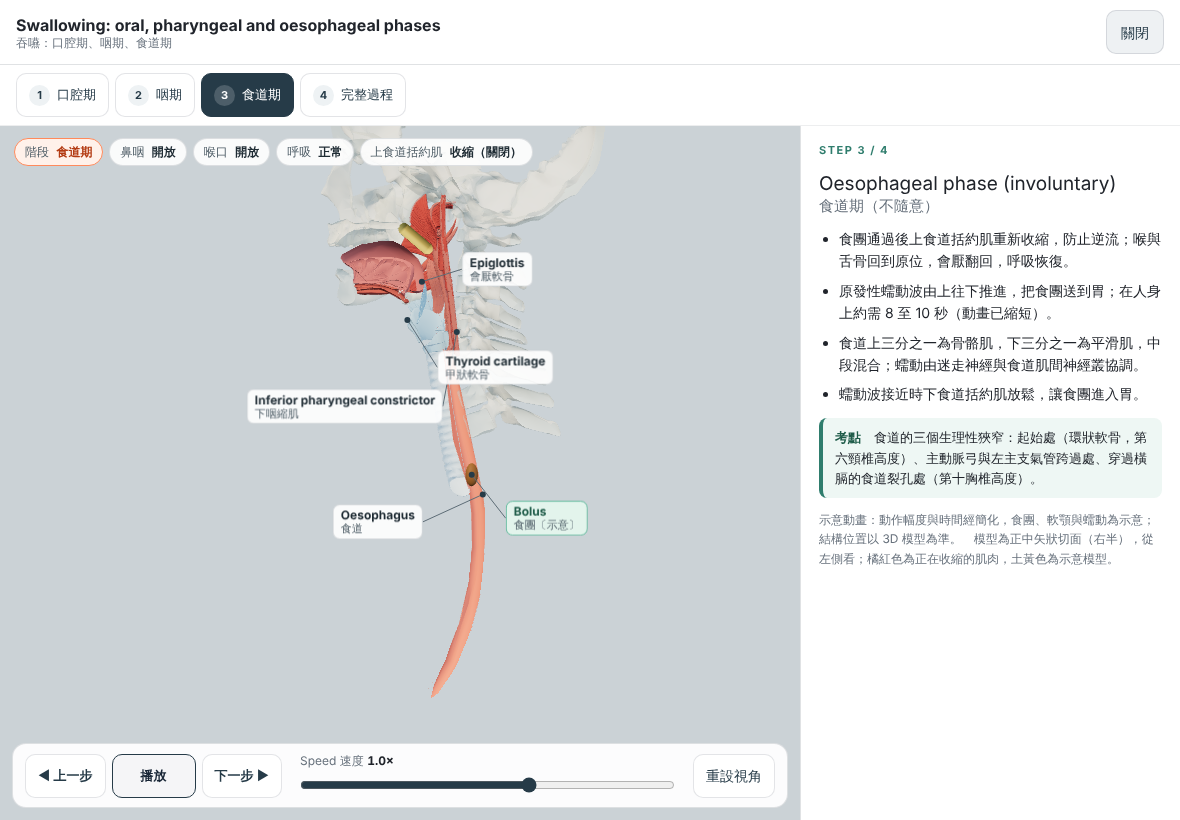 Swallowing: oral, pharyngeal and oesophageal phases
吞嚥：口腔期、咽期、食道期
關閉
1 口腔期
2 咽期
3 食道期
4 完整過程
階段 食道期
鼻咽 開放
喉口 開放
呼吸 正常
上食道括約肌 收縮（關閉）
Epiglottis
會厭軟骨
Thyroid cartilage
甲狀軟骨
Inferior pharyngeal constrictor
下咽縮肌
Oesophagus
食道
Bolus
食團〔示意〕
◀ 上一步
播放
下一步 ▶
Speed 速度 1.0×
重設視角
STEP 3 / 4
Oesophageal phase (involuntary)
食道期（不隨意）
• 食團通過後上食道括約肌重新收縮，防止逆流；喉與
舌骨回到原位，會厭翻回，呼吸恢復。
• 原發性蠕動波由上往下推進，把食團送到胃；在人身
上約需 8 至 10 秒（動畫已縮短）。
• 食道上三分之一為骨骼肌，下三分之一為平滑肌，中
段混合；蠕動由迷走神經與食道肌間神經叢協調。
• 蠕動波接近時下食道括約肌放鬆，讓食團進入胃。
考點　食道的三個生理性狹窄：起始處（環狀軟骨，第
六頸椎高度）、主動脈弓與左主支氣管跨過處、穿過橫
膈的食道裂孔處（第十胸椎高度）。
示意動畫：動作幅度與時間經簡化，食團、軟顎與蠕動為示意；
結構位置以 3D 模型為準。　模型為正中矢狀切面（右半），從
左側看；橘紅色為正在收縮的肌肉，土黃色為示意模型。